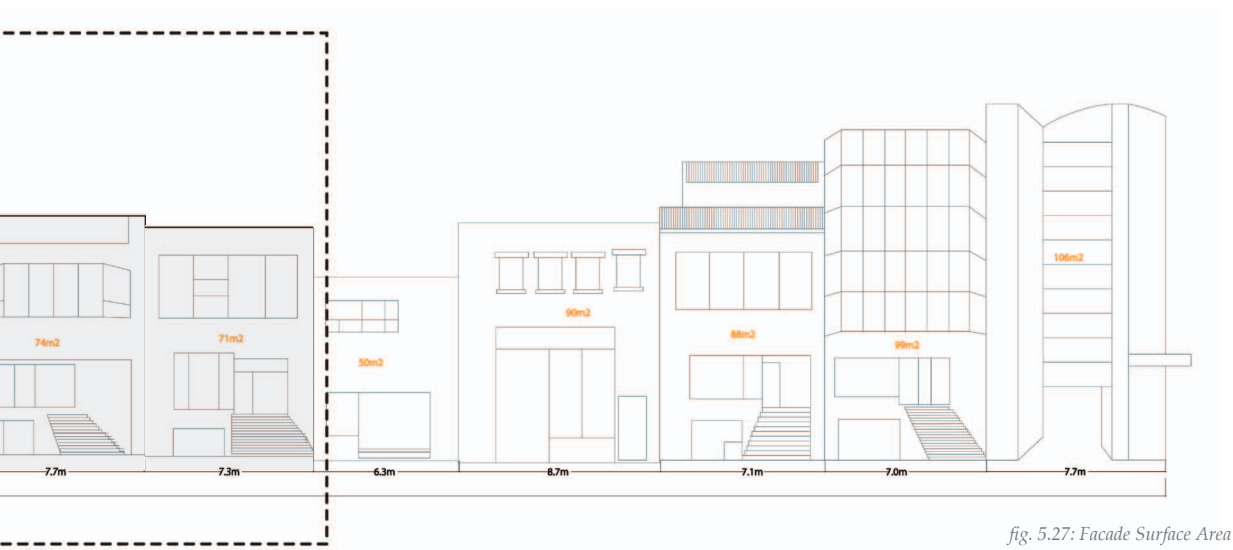 106m2
90m2
88m2
74m2
71m2
99m2
50m2
7.7m
7.3m
6.3m
8.7m
7.1m
7.0m
7.7m
fig. 5.27: Facade Surface Area